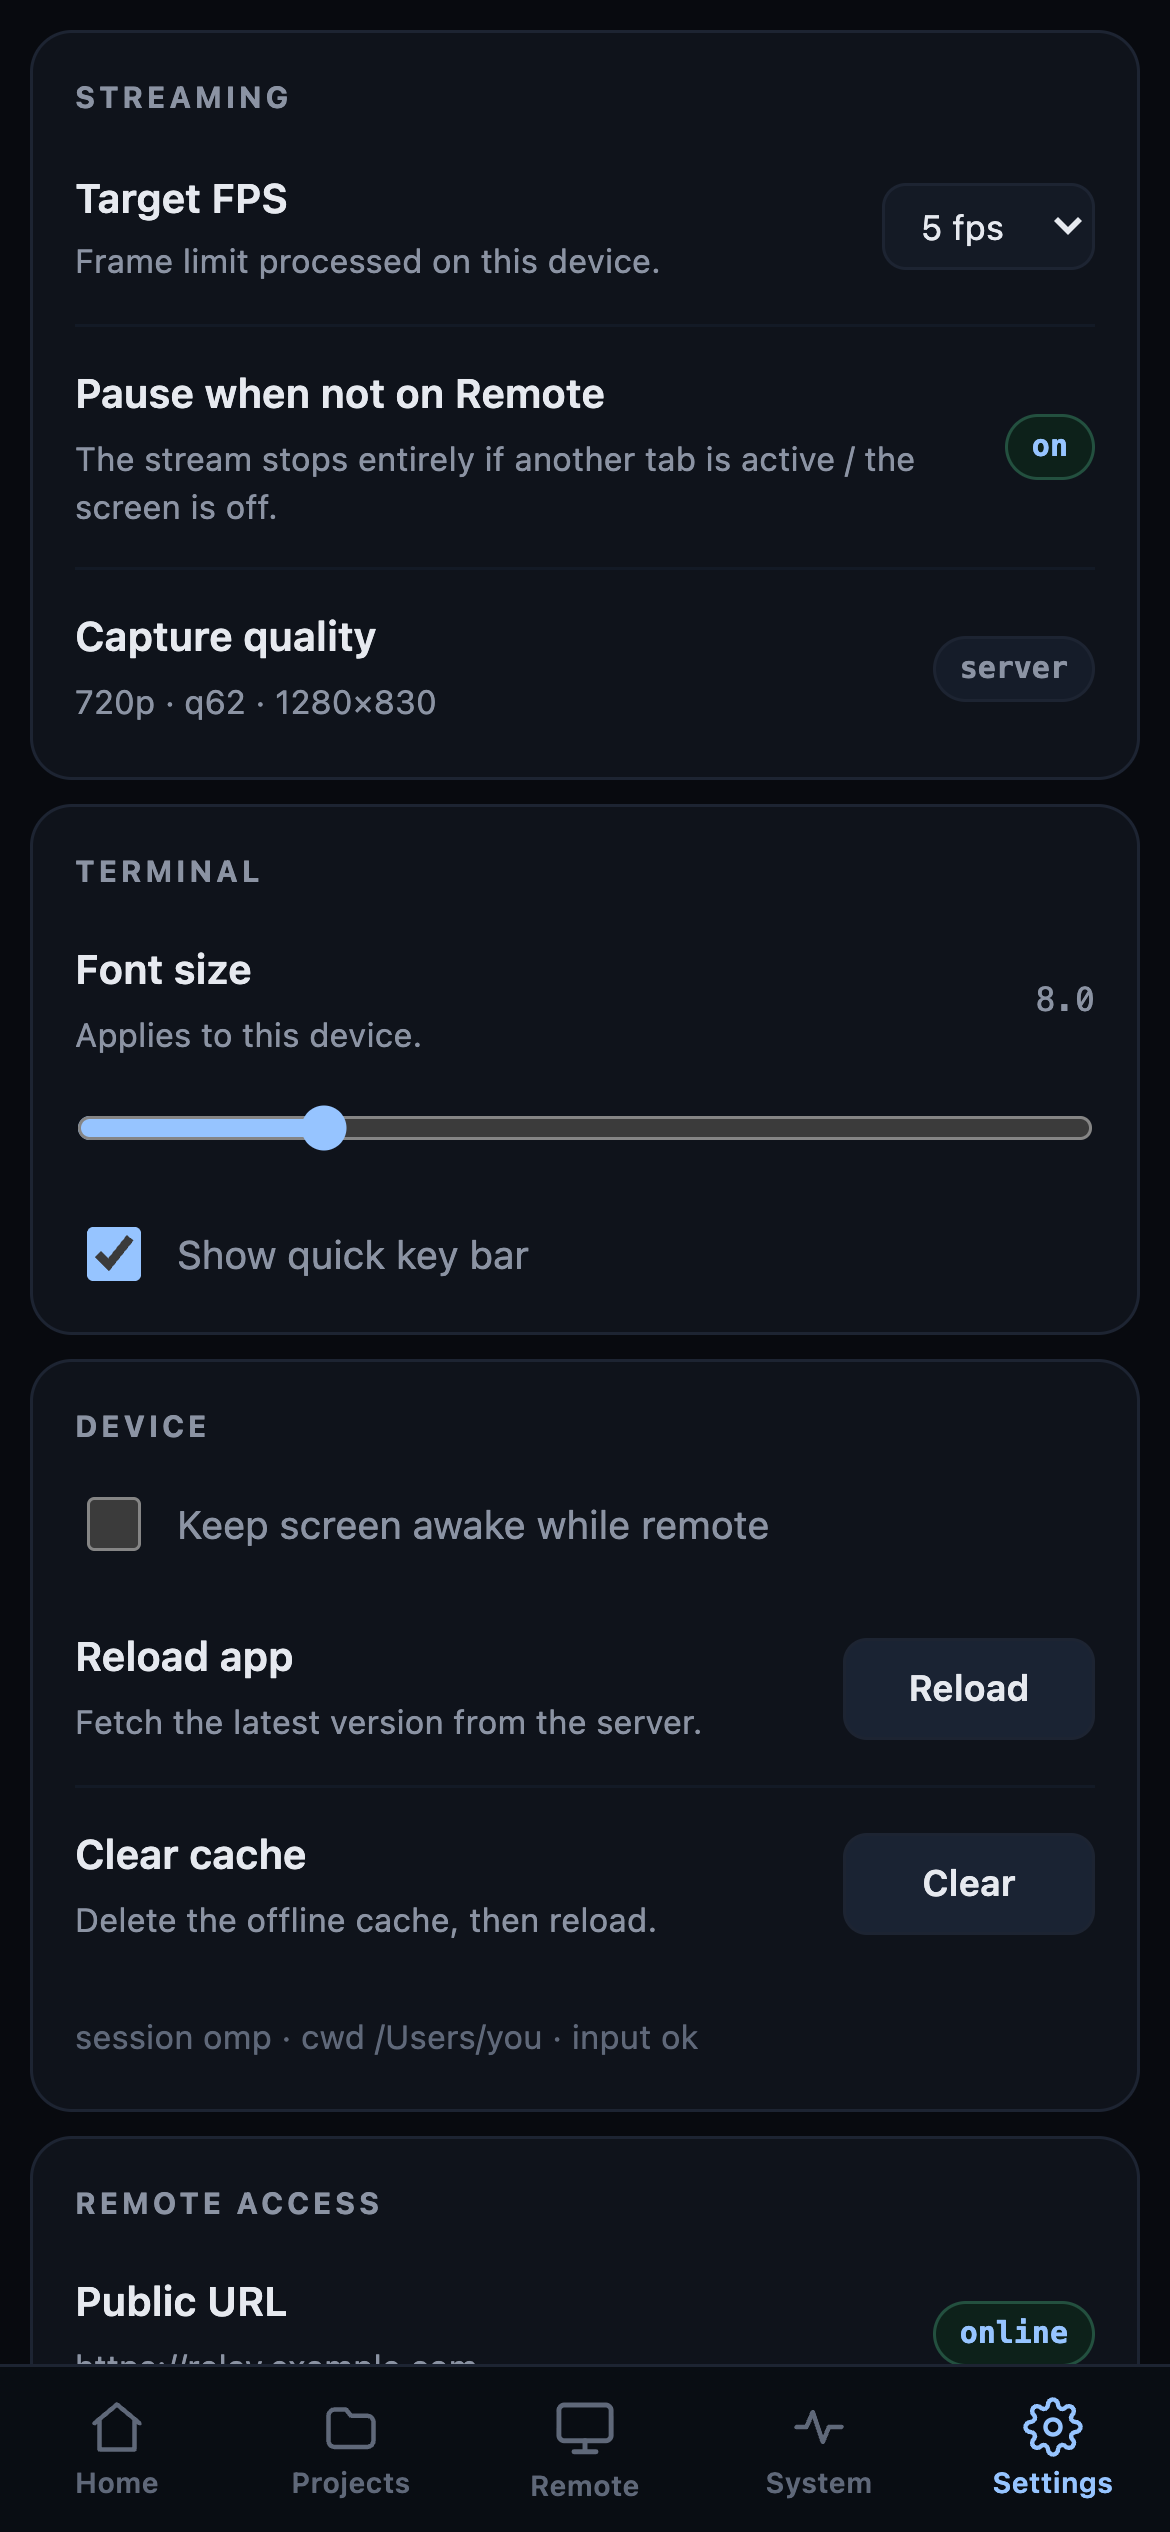 STREAMING
Target FPS
5 fps
Frame limit processed on this device.
Pause when not on Remote
The stream stops entirely if another tab is active / the
screen is off.
on
Capture quality
720p · q62 · 1280×830
server
TERMINAL
Font size
Applies to this device.
8.0
Show quick key bar
DEVICE
Keep screen awake while remote
Reload app
Fetch the latest version from the server.
Reload
Clear cache
Delete the offline cache, then reload.
Clear
session omp · cwd /Users/you · input ok
REMOTE ACCESS
Public URL
https://relay.example.com
online
Home
Projects
Remote
System
Settings